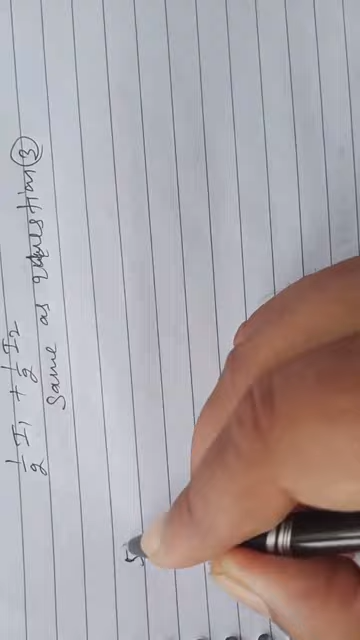 1/2 I1 + 1/2 I2
Same as question ③